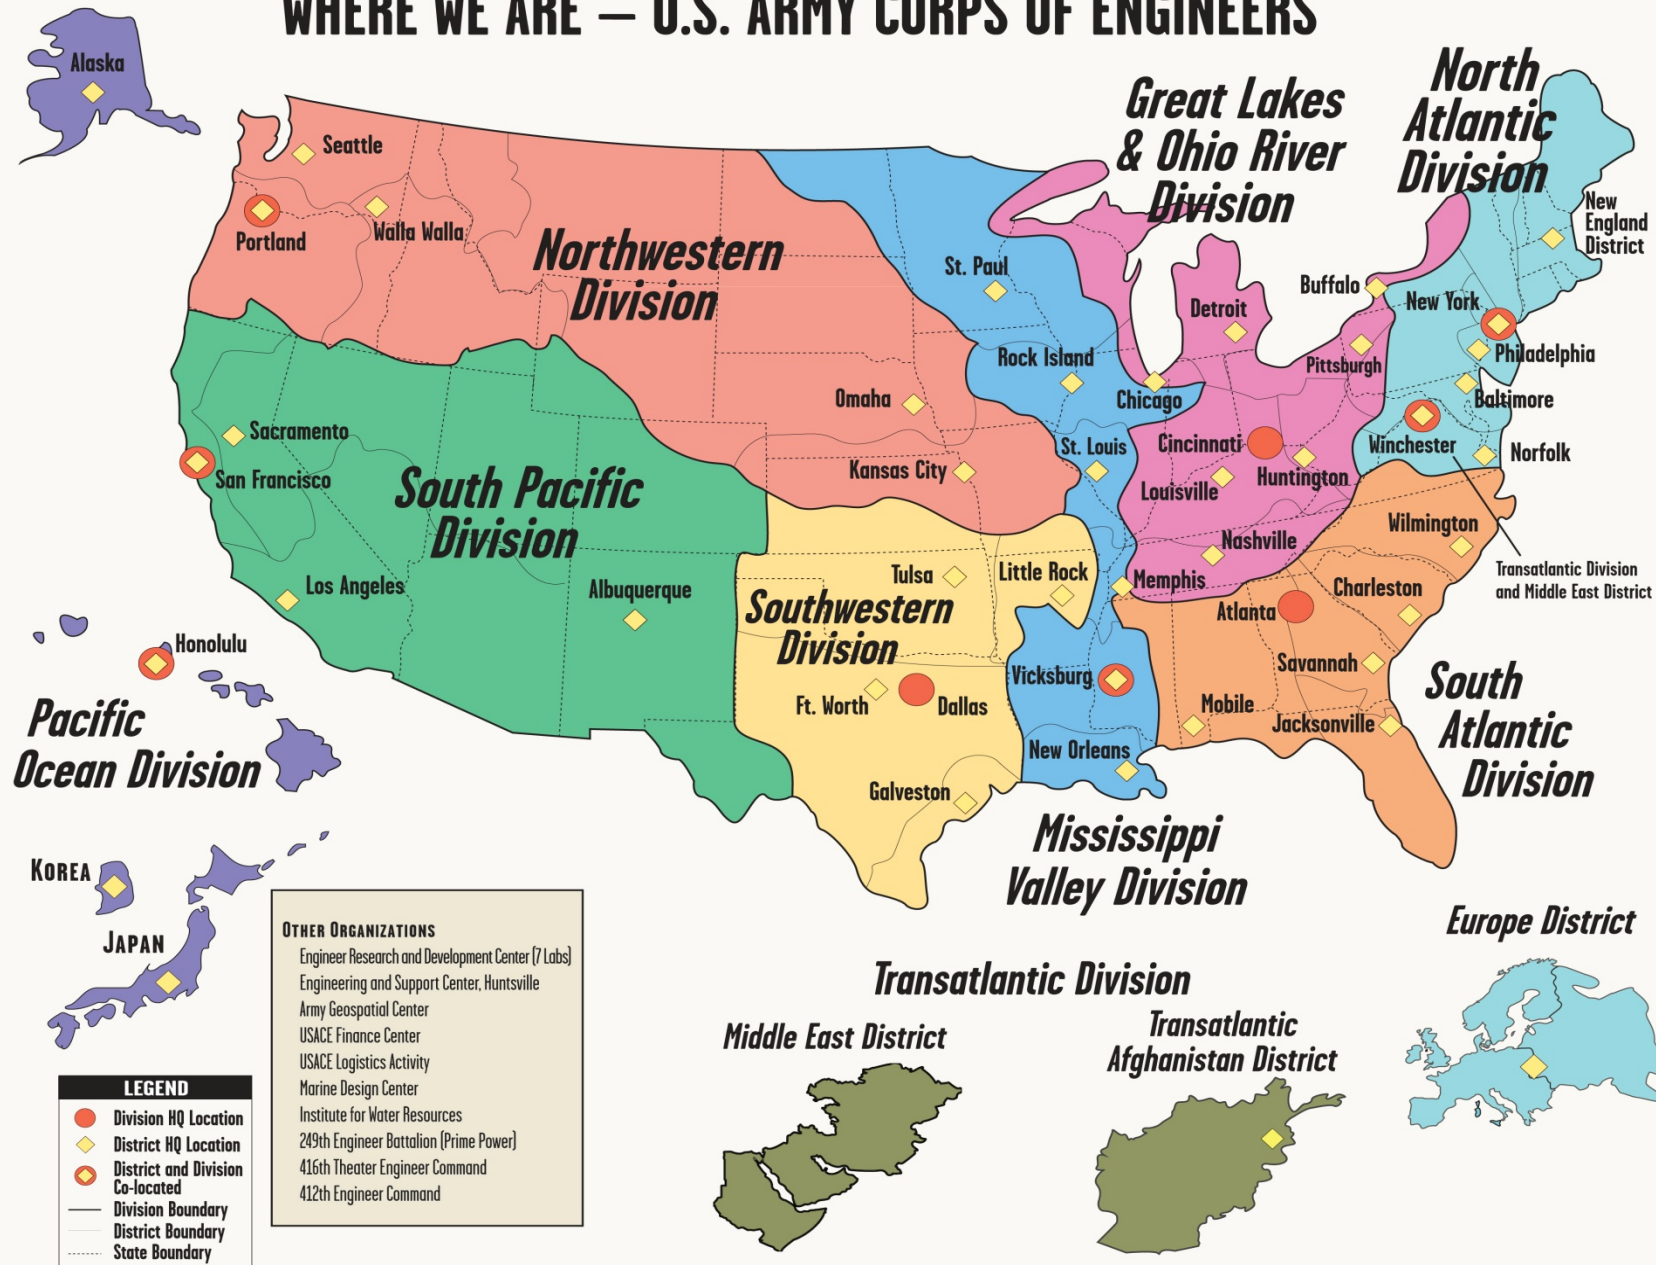 WHERE WE ARE — U.S. ARMY CORPS OF ENGINEERS
Alaska
Seattle
Portland
Walla Walla
Northwestern
Division
Omaha
Kansas City
Great Lakes
& Ohio River
Division
North
Atlantic
Division
New
England
District
St. Paul
Rock Island
St. Louis
Chicago
Detroit
Buffalo
Pittsburgh
Cincinnati
Huntington
Louisville
Nashville
New York
Philadelphia
Baltimore
Winchester
Norfolk
Transatlantic Division
and Middle East District
Sacramento
San Francisco
South Pacific
Division
Los Angeles
Albuquerque
Tulsa
Little Rock
Southwestern
Division
Ft. Worth
Dallas
Galveston
Memphis
Vicksburg
New Orleans
Mississippi
Valley Division
Wilmington
Charleston
Atlanta
Savannah
Mobile
Jacksonville
South
Atlantic
Division
Honolulu
Pacific
Ocean Division
KOREA
JAPAN
OTHER ORGANIZATIONS
Engineer Research and Development Center (7 Labs)
Engineering and Support Center, Huntsville
Army Geospatial Center
USACE Finance Center
USACE Logistics Activity
Marine Design Center
Institute for Water Resources
249th Engineer Battalion (Prime Power)
416th Theater Engineer Command
412th Engineer Command
Transatlantic Division
Middle East District
Transatlantic
Afghanistan District
Europe District
LEGEND
Division HQ Location
District HQ Location
District and Division
Co-located
Division Boundary
District Boundary
State Boundary